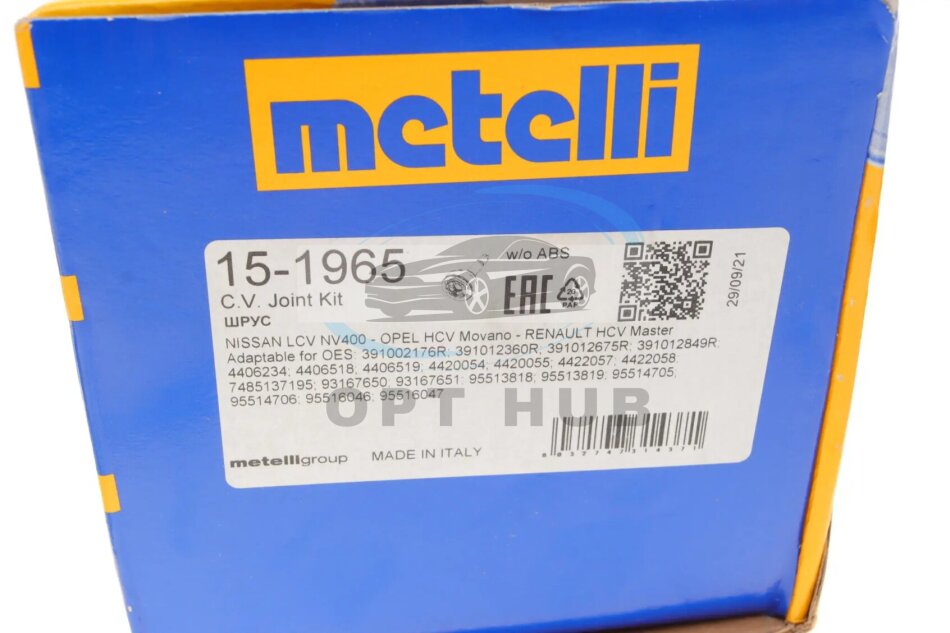 metelli
15-1965
w/o ABS
C.V. Joint Kit
ШРУС
EAC
20
PAP
29/09/21
NISSAN LCV NV400 - OPEL HCV Movano - RENAULT HCV Master
Adaptable for OES: 391002176R; 391012360R; 391012675R; 391012849R;
4406234; 4406518; 4406519; 4420054; 4420055; 4422057; 4422058;
7485137195; 93167650; 93167651; 95513818; 95513819; 95514705;
95514706; 95516046; 95516047
OPT HUB
metelligroup
MADE IN ITALY